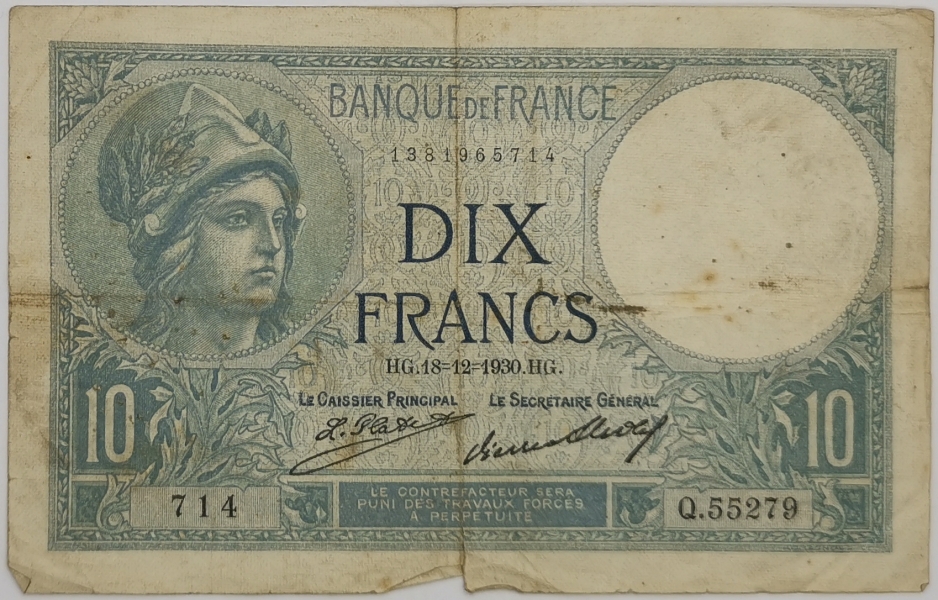 BANQUE DE FRANCE
1381965714
DIX
FRANCS
HG.18=12=1930.HG.
LE CAISSIER PRINCIPAL LE SECRÉTAIRE GÉNÉRAL
10 10
714
LE CONTREFACTEUR SERA
PUNI DES TRAVAUX FORCÉS
À PERPÉTUITÉ
Q.55279